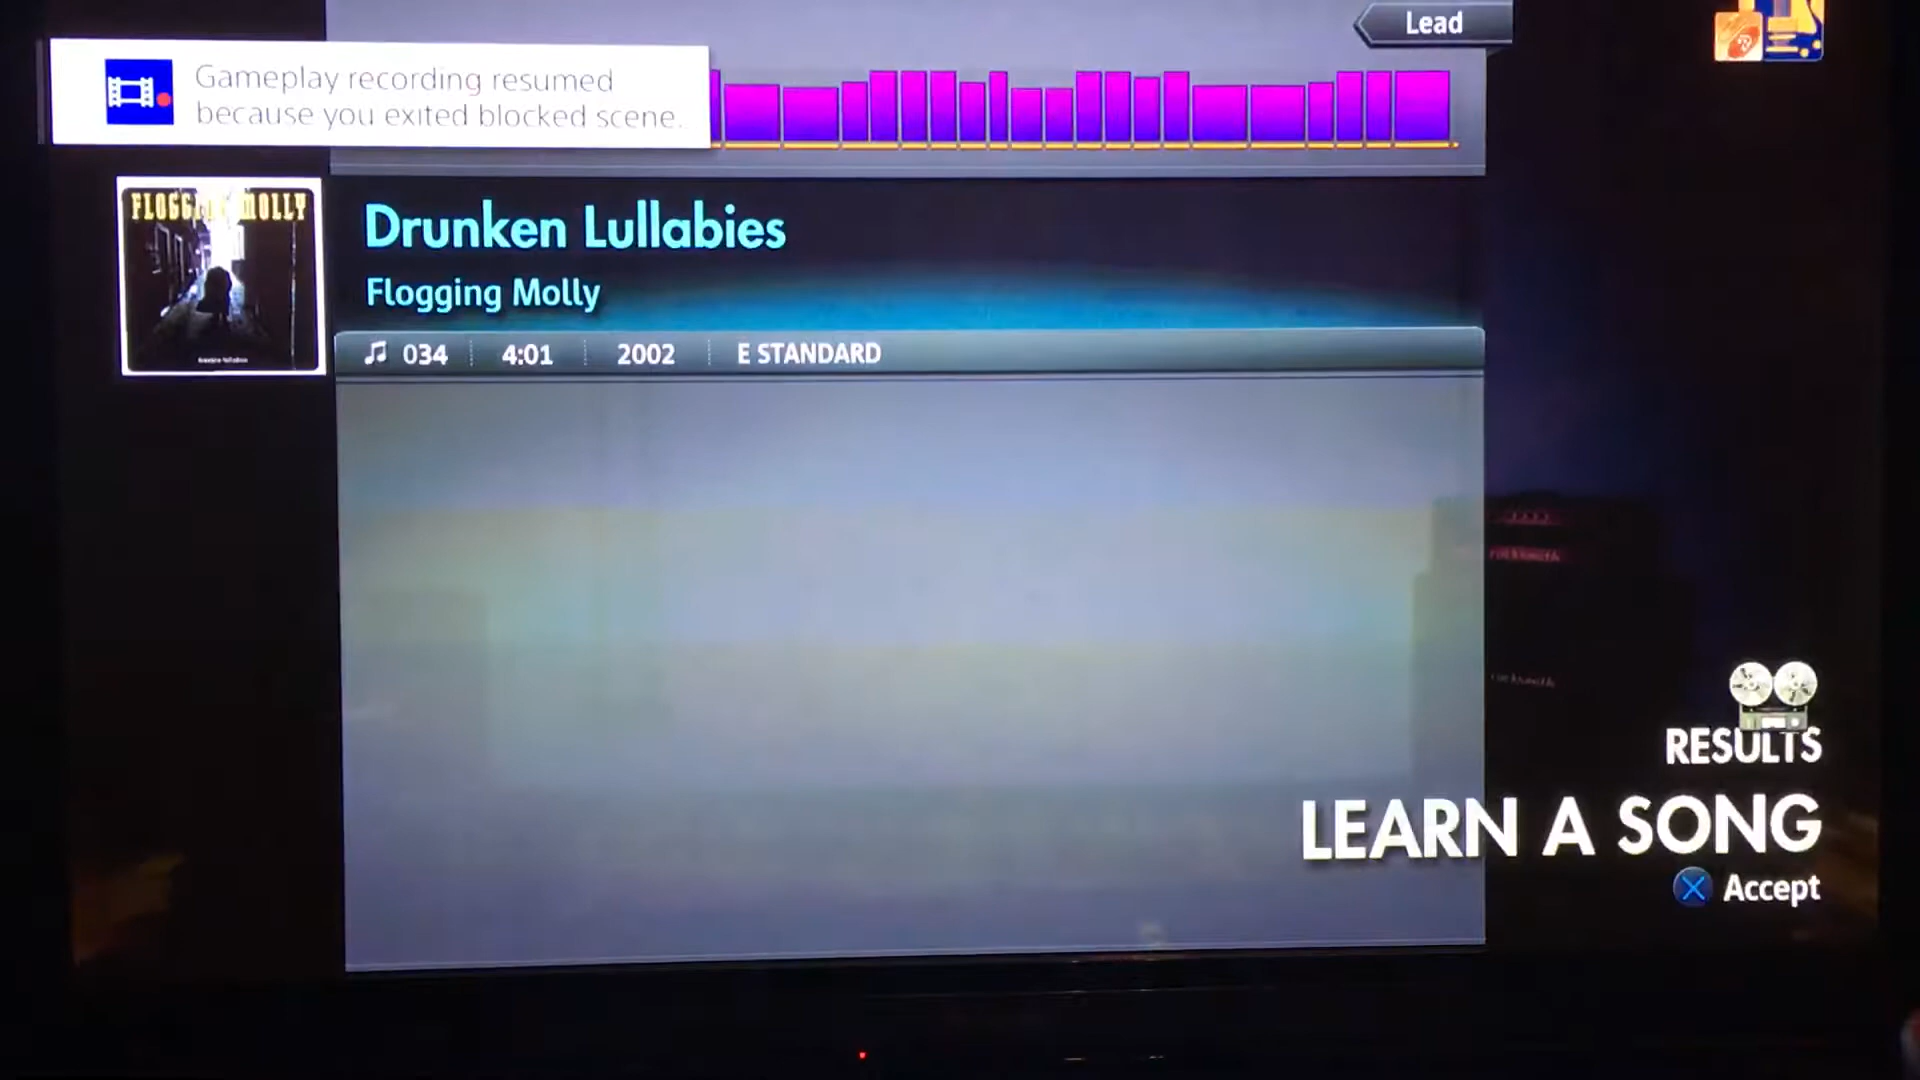 Lead
Gameplay recording resumed
because you exited blocked scene.
FLOGGING MOLLY
Drunken Lullabies
Flogging Molly
034 4:01 2002 E STANDARD
RESULTS
LEARN A SONG
Accept